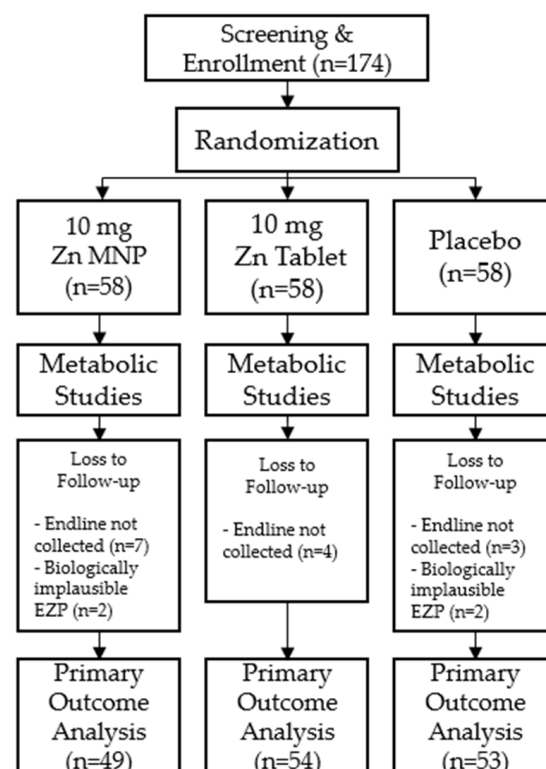 Screening &
Enrollment (n=174)
Randomization
10 mg
Zn MNP
(n=58)
10 mg
Zn Tablet
(n=58)
Placebo
(n=58)
Metabolic
Studies
Metabolic
Studies
Metabolic
Studies
Loss to
Follow-up
- Endline not
collected (n=7)
- Biologically
implausible
EZP (n=2)
Loss to
Follow-up
- Endline not
collected (n=4)
Loss to
Follow-up
- Endline not
collected (n=3)
- Biologically
implausible
EZP (n=2)
Primary
Outcome
Analysis
(n=49)
Primary
Outcome
Analysis
(n=54)
Primary
Outcome
Analysis
(n=53)